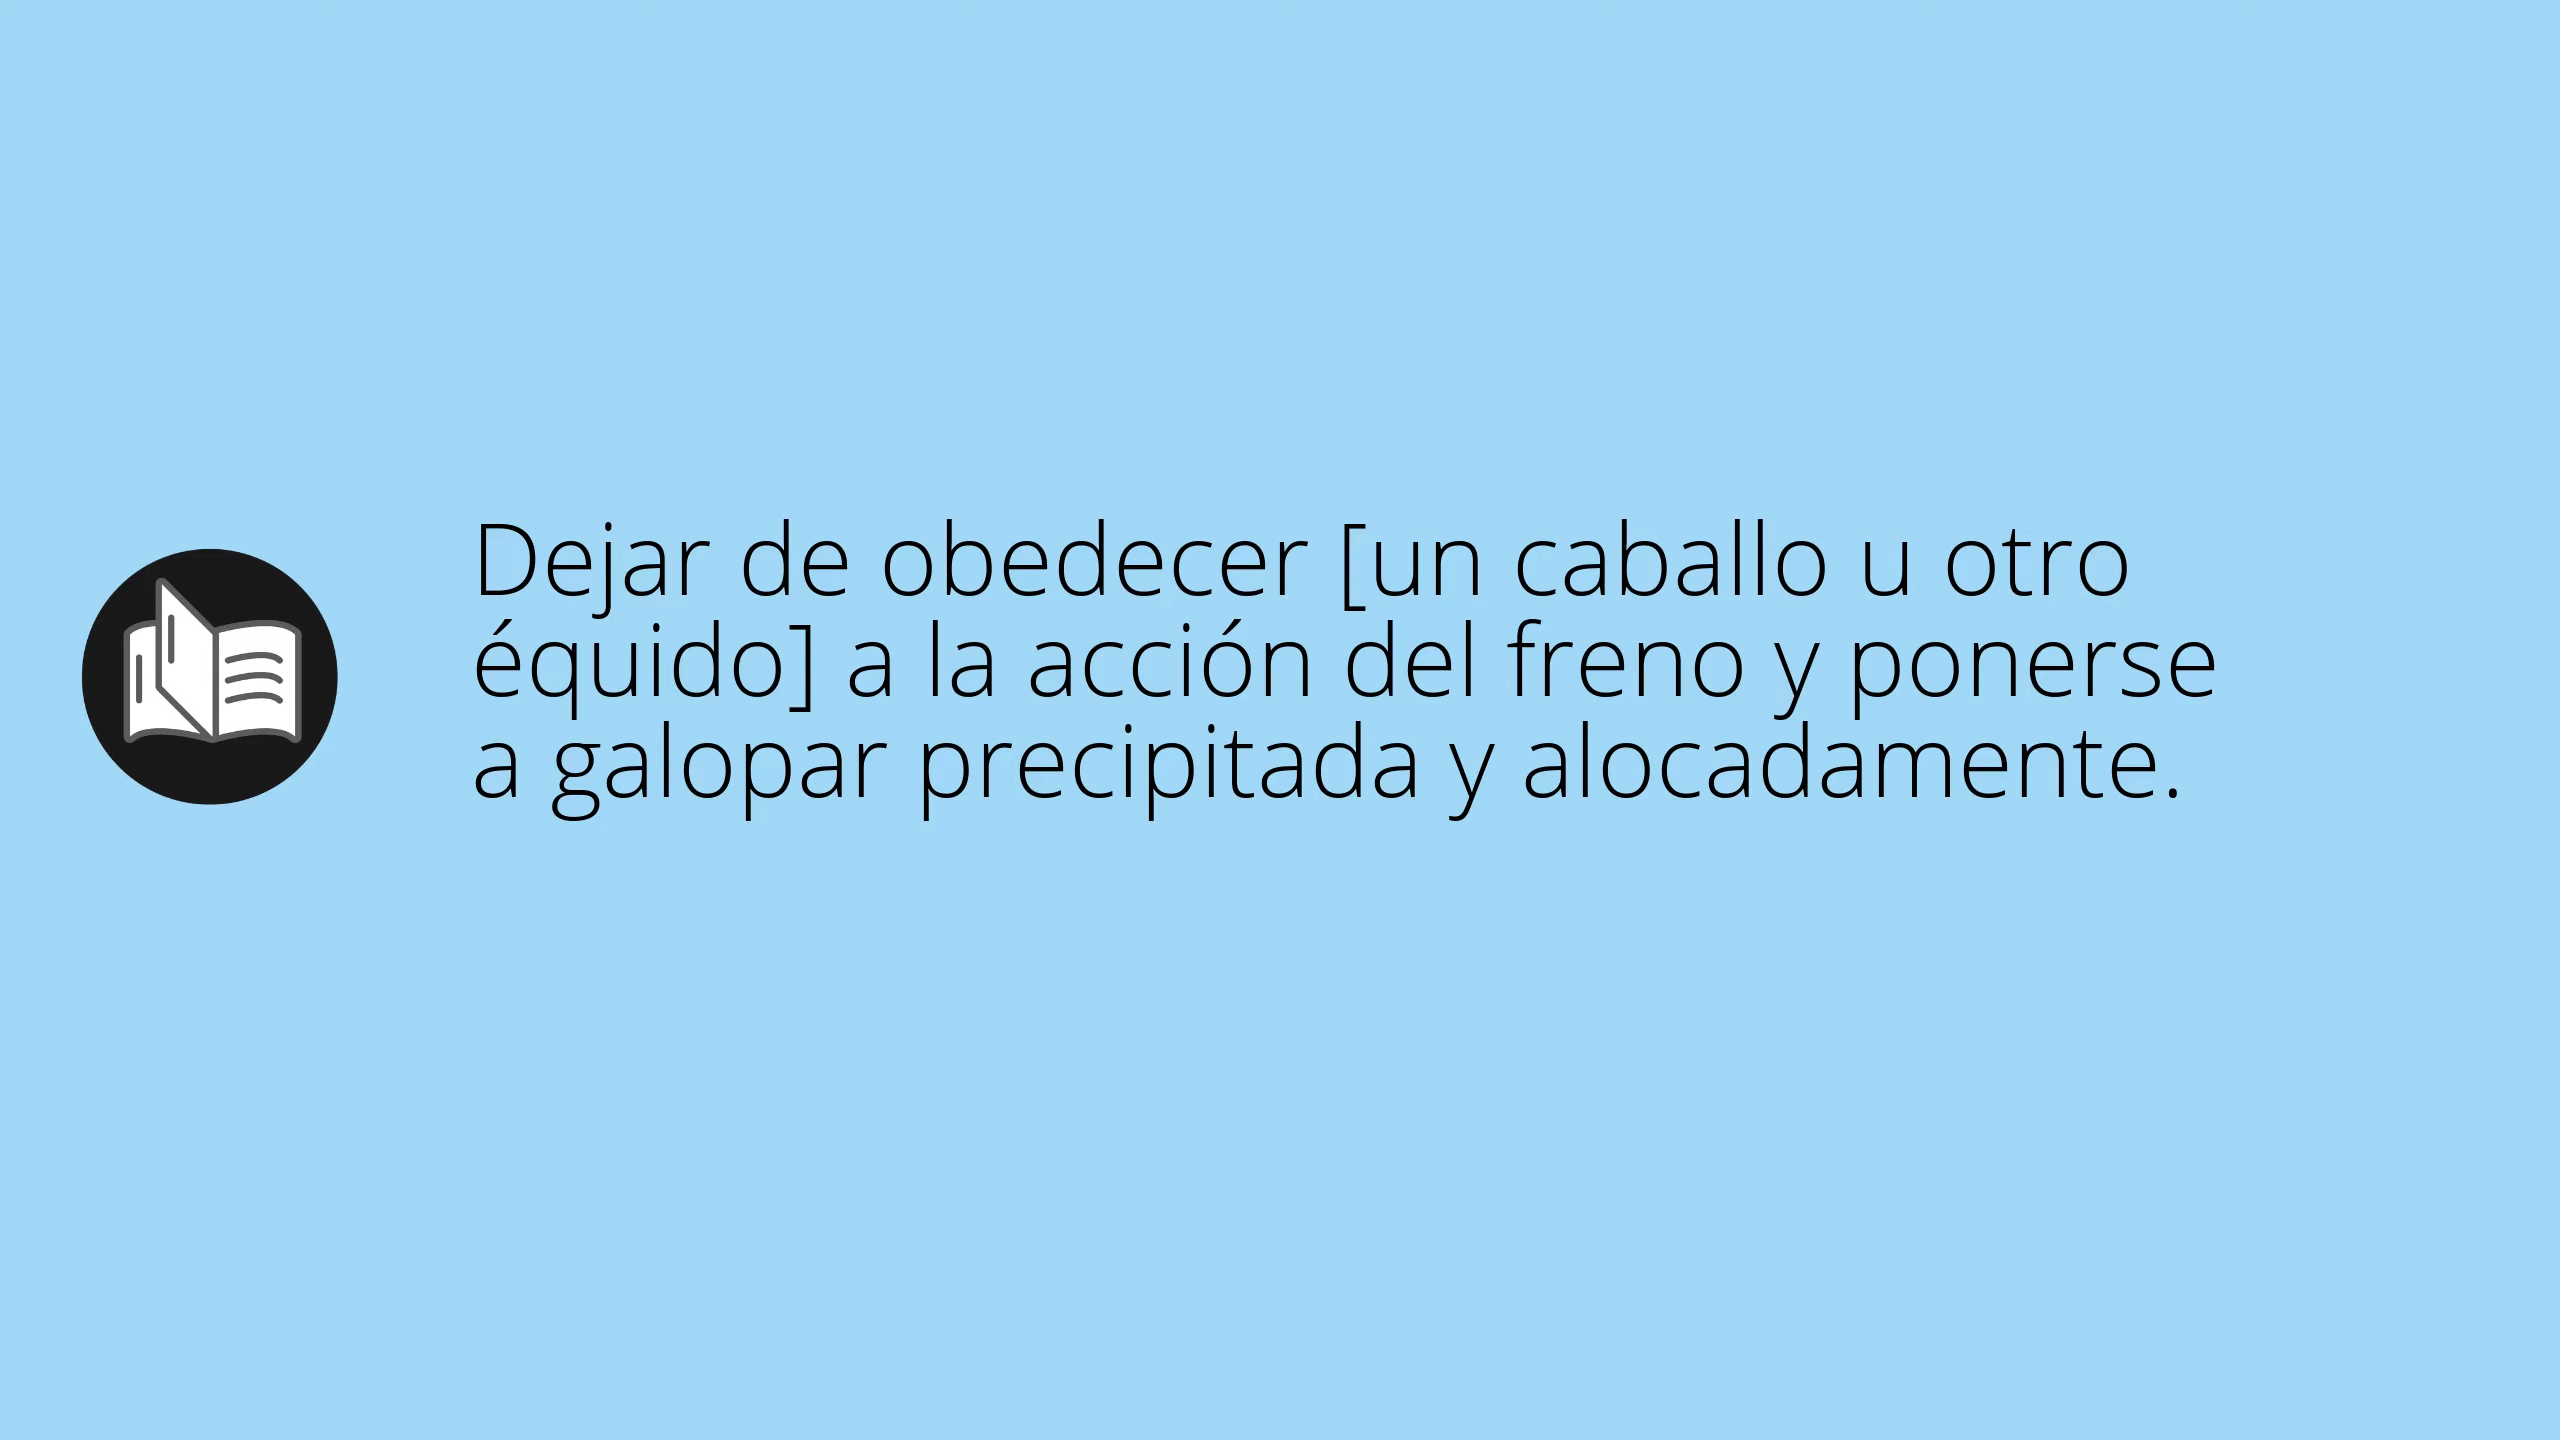 Dejar de obedecer [un caballo u otro
équido] a la acción del freno y ponerse
a galopar precipitada y alocadamente.